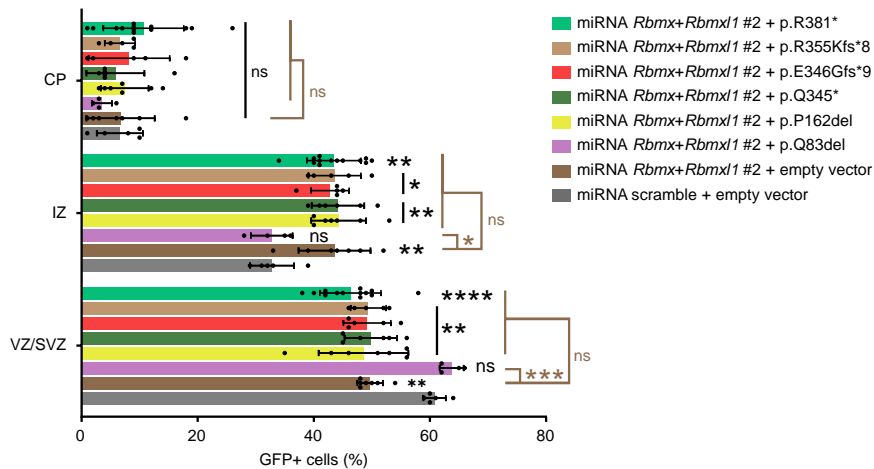 miRNA Rbmx+Rbmxl1 #2 + p.R381*
miRNA Rbmx+Rbmxl1 #2 + p.R355Kfs*8
miRNA Rbmx+Rbmxl1 #2 + p.E346Gfs*9
miRNA Rbmx+Rbmxl1 #2 + p.Q345*
miRNA Rbmx+Rbmxl1 #2 + p.P162del
miRNA Rbmx+Rbmxl1 #2 + p.Q83del
miRNA Rbmx+Rbmxl1 #2 + empty vector
miRNA scramble + empty vector
CP
ns
ns
IZ
**
*
**
ns
**
ns
*
VZ/SVZ
****
**
ns
**
ns
***
0 20 40 60 80
GFP+ cells (%)